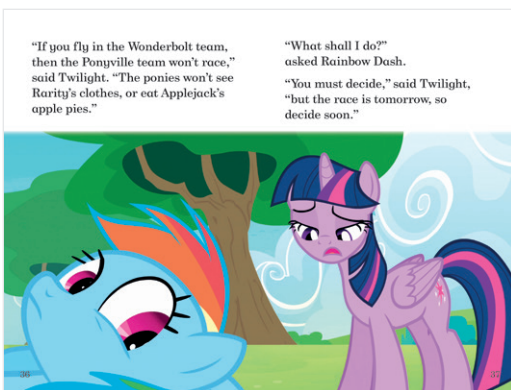 “If you fly in the Wonderbolt team,
then the Ponyville team won’t race,”
said Twilight. “The ponies won’t see
Rarity’s clothes, or eat Applejack’s
apple pies.”
“What shall I do?”
asked Rainbow Dash.
“You must decide,” said Twilight,
“but the race is tomorrow, so
decide soon.”
36
37